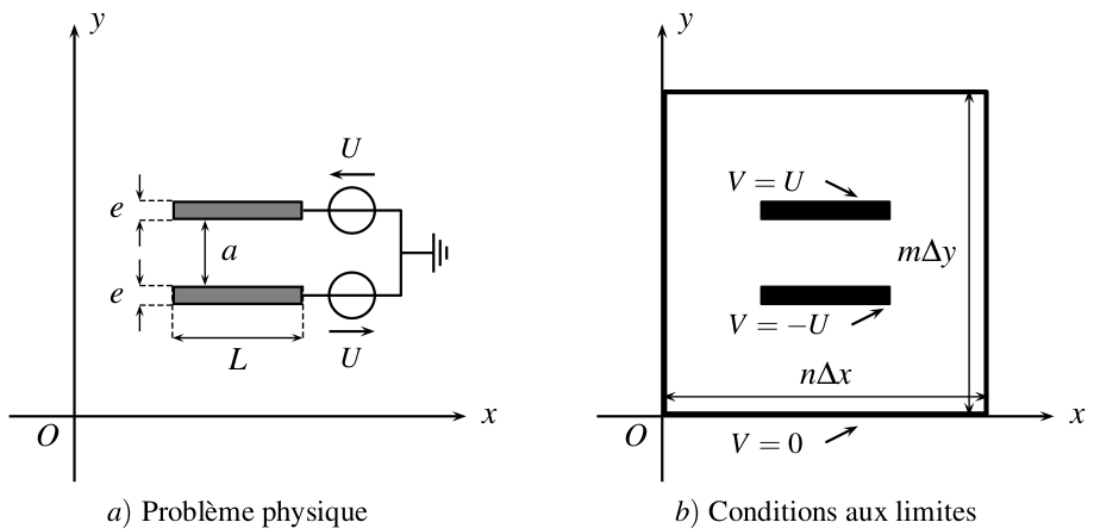 y
U
e
a
e
L
U
x
O
a) Problème physique
y
V = U
mΔy
V = −U
nΔx
x
O
V = 0
b) Conditions aux limites